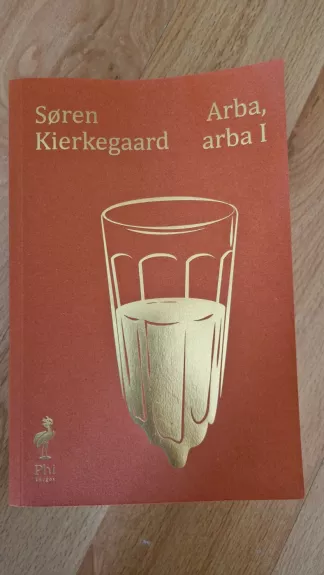 Søren
Kierkegaard
Arba,
arba I
Phi